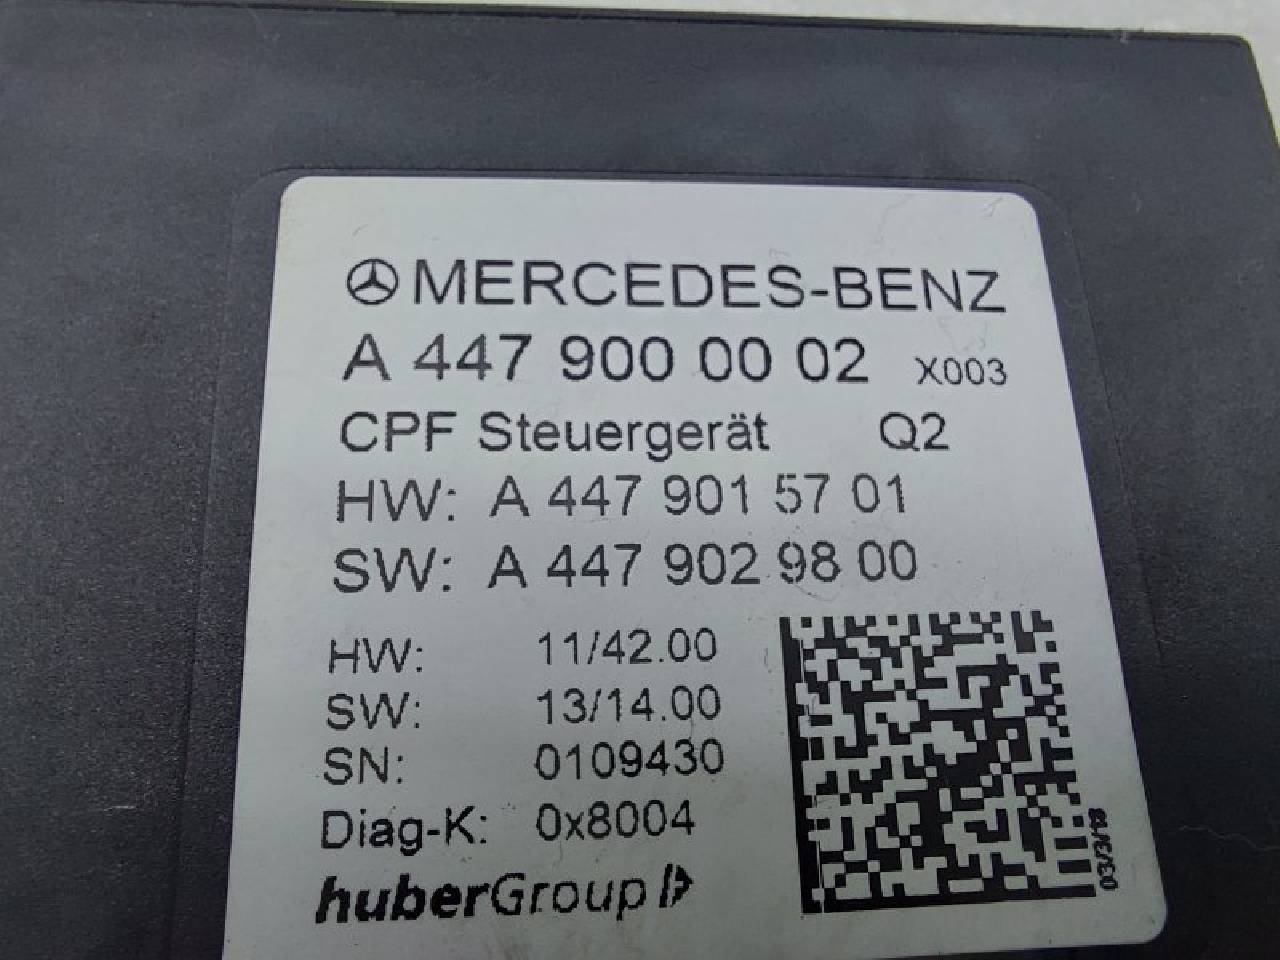 MERCEDES-BENZ
A 447 900 00 02 X003
CPF Steuergerät Q2
HW: A 447 901 57 01
SW: A 447 902 98 00
HW: 11/42.00
SW: 13/14.00
SN: 0109430
Diag-K: 0x8004
huberGroup